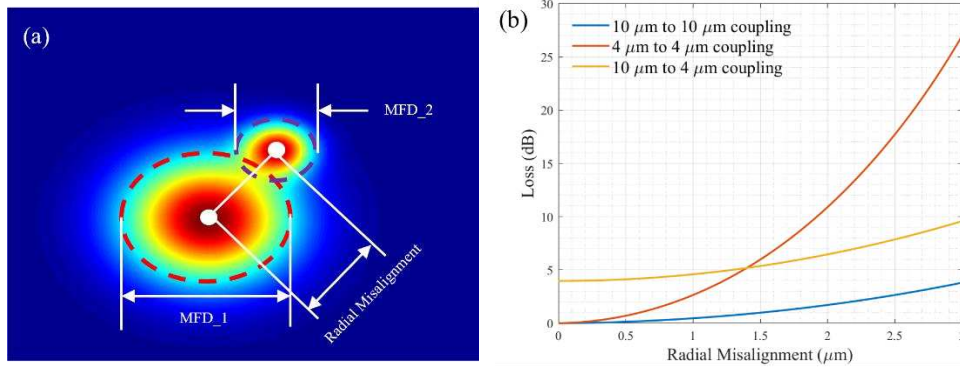 (a)
MFD_2
MFD_1
Radial Misalignment
(b)
10 μm to 10 μm coupling
4 μm to 4 μm coupling
10 μm to 4 μm coupling
Loss (dB)
30
25
20
15
10
5
0
0 0.5 1 1.5 2 2.5 3
Radial Misalignment (μm)